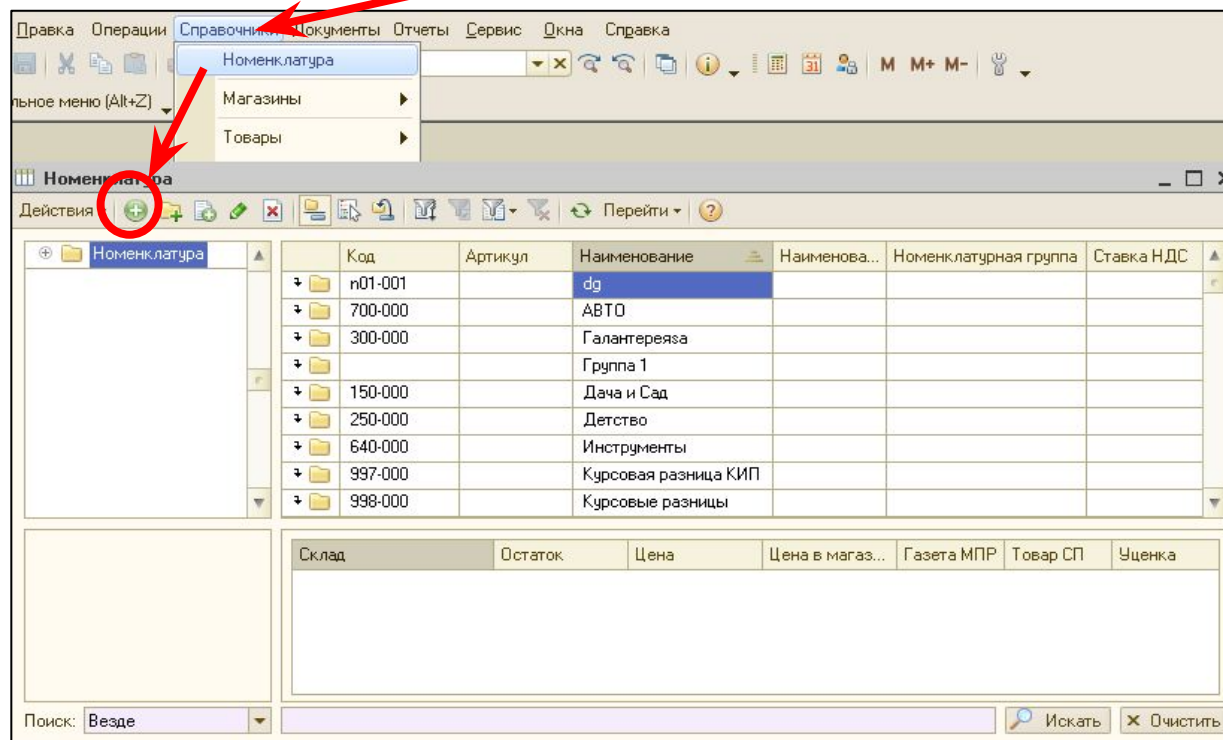 Правка Операции Справочники Документы Отчеты Сервис Окна Справка
Номенклатура
M M+ M-
льное меню (Alt+Z)
Магазины
Товары
Номенклатура
Действия Перейти
Номенклатура
Код Артикул Наименование Наименова... Номенклатурная группа Ставка НДС
n01-001 dg
700-000 АВТО
300-000 Галантереяsa
Группа 1
150-000 Дача и Сад
250-000 Детство
640-000 Инструменты
997-000 Курсовая разница КИП
998-000 Курсовые разницы
Склад Остаток Цена Цена в магаз... Газета МПР Товар СП Уценка
Поиск: Везде Искать Очистить